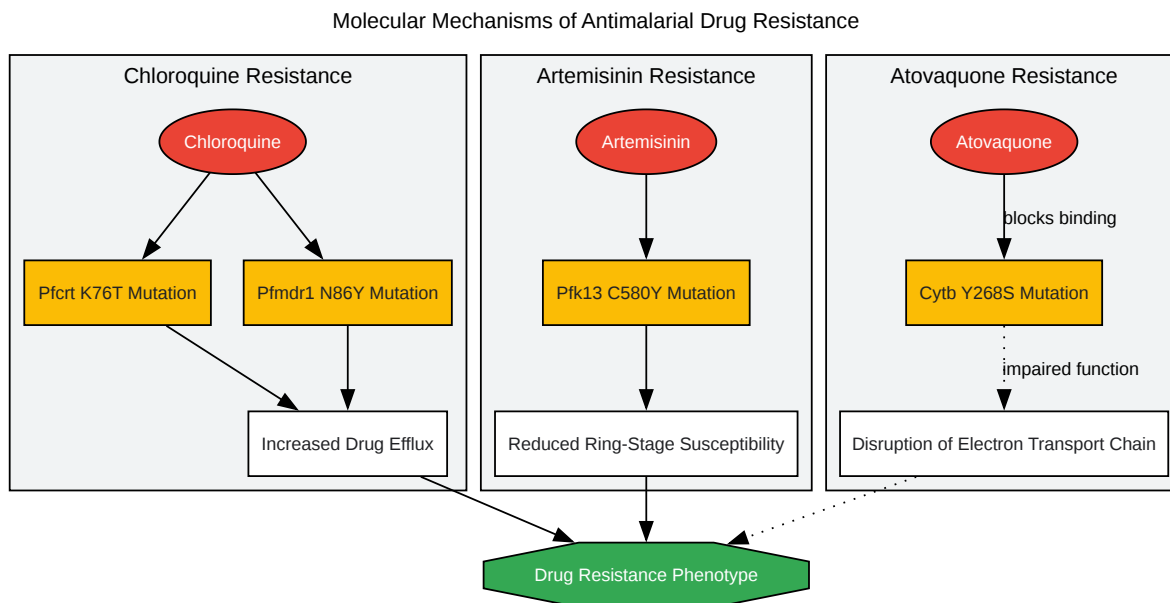 Molecular Mechanisms of Antimalarial Drug Resistance
Chloroquine Resistance
Artemisinin Resistance
Atovaquone Resistance
Chloroquine
Artemisinin
Atovaquone
blocks binding
Pfcrt K76T Mutation
Pfmdr1 N86Y Mutation
Pfk13 C580Y Mutation
Cytb Y268S Mutation
impaired function
Increased Drug Efflux
Reduced Ring-Stage Susceptibility
Disruption of Electron Transport Chain
Drug Resistance Phenotype